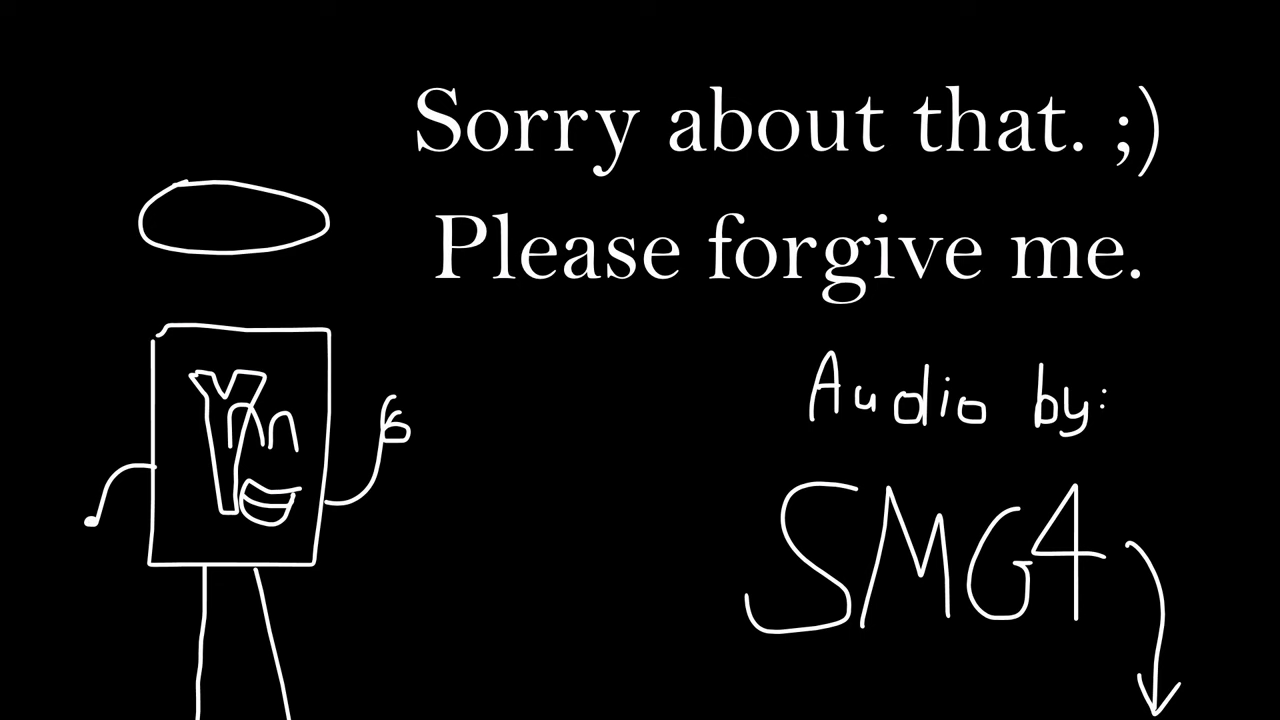 Sorry about that. ;)
Please forgive me.
Audio by:
SMG4
Y